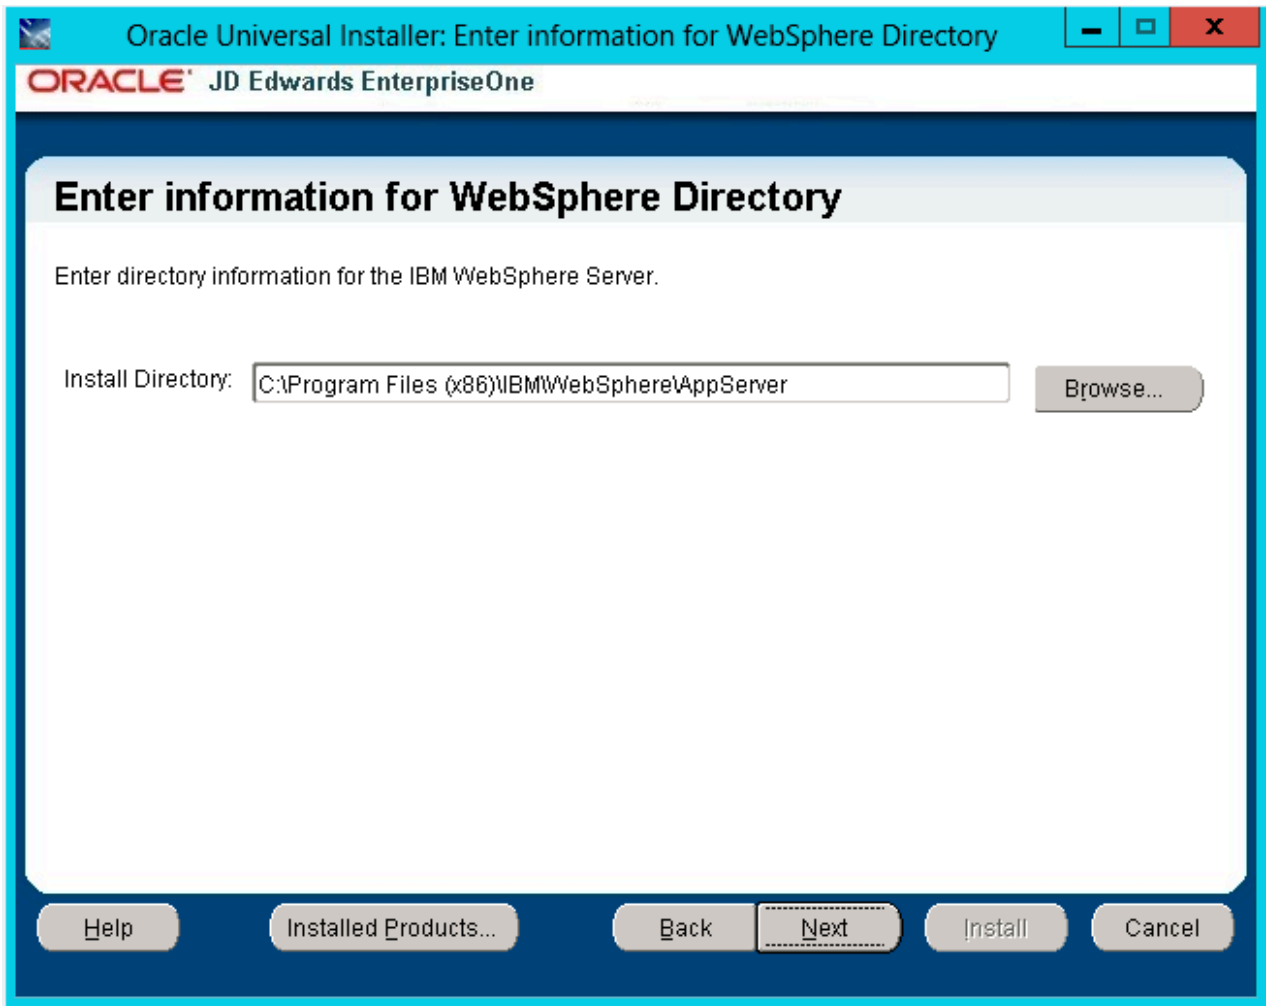 Oracle Universal Installer: Enter information for WebSphere Directory
ORACLE JD Edwards EnterpriseOne
Enter information for WebSphere Directory
Enter directory information for the IBM WebSphere Server.
Install Directory: C:\Program Files (x86)\IBM\WebSphere\AppServer Browse...
Help Installed Products... Back Next Install Cancel